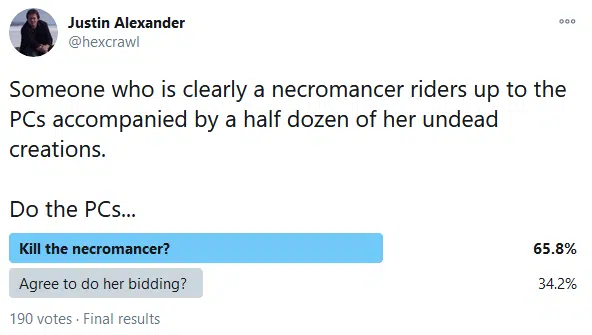 Justin Alexander
@hexcrawl
Someone who is clearly a necromancer riders up to the
PCs accompanied by a half dozen of her undead
creations.
Do the PCs...
Kill the necromancer? 65.8%
Agree to do her bidding? 34.2%
190 votes · Final results